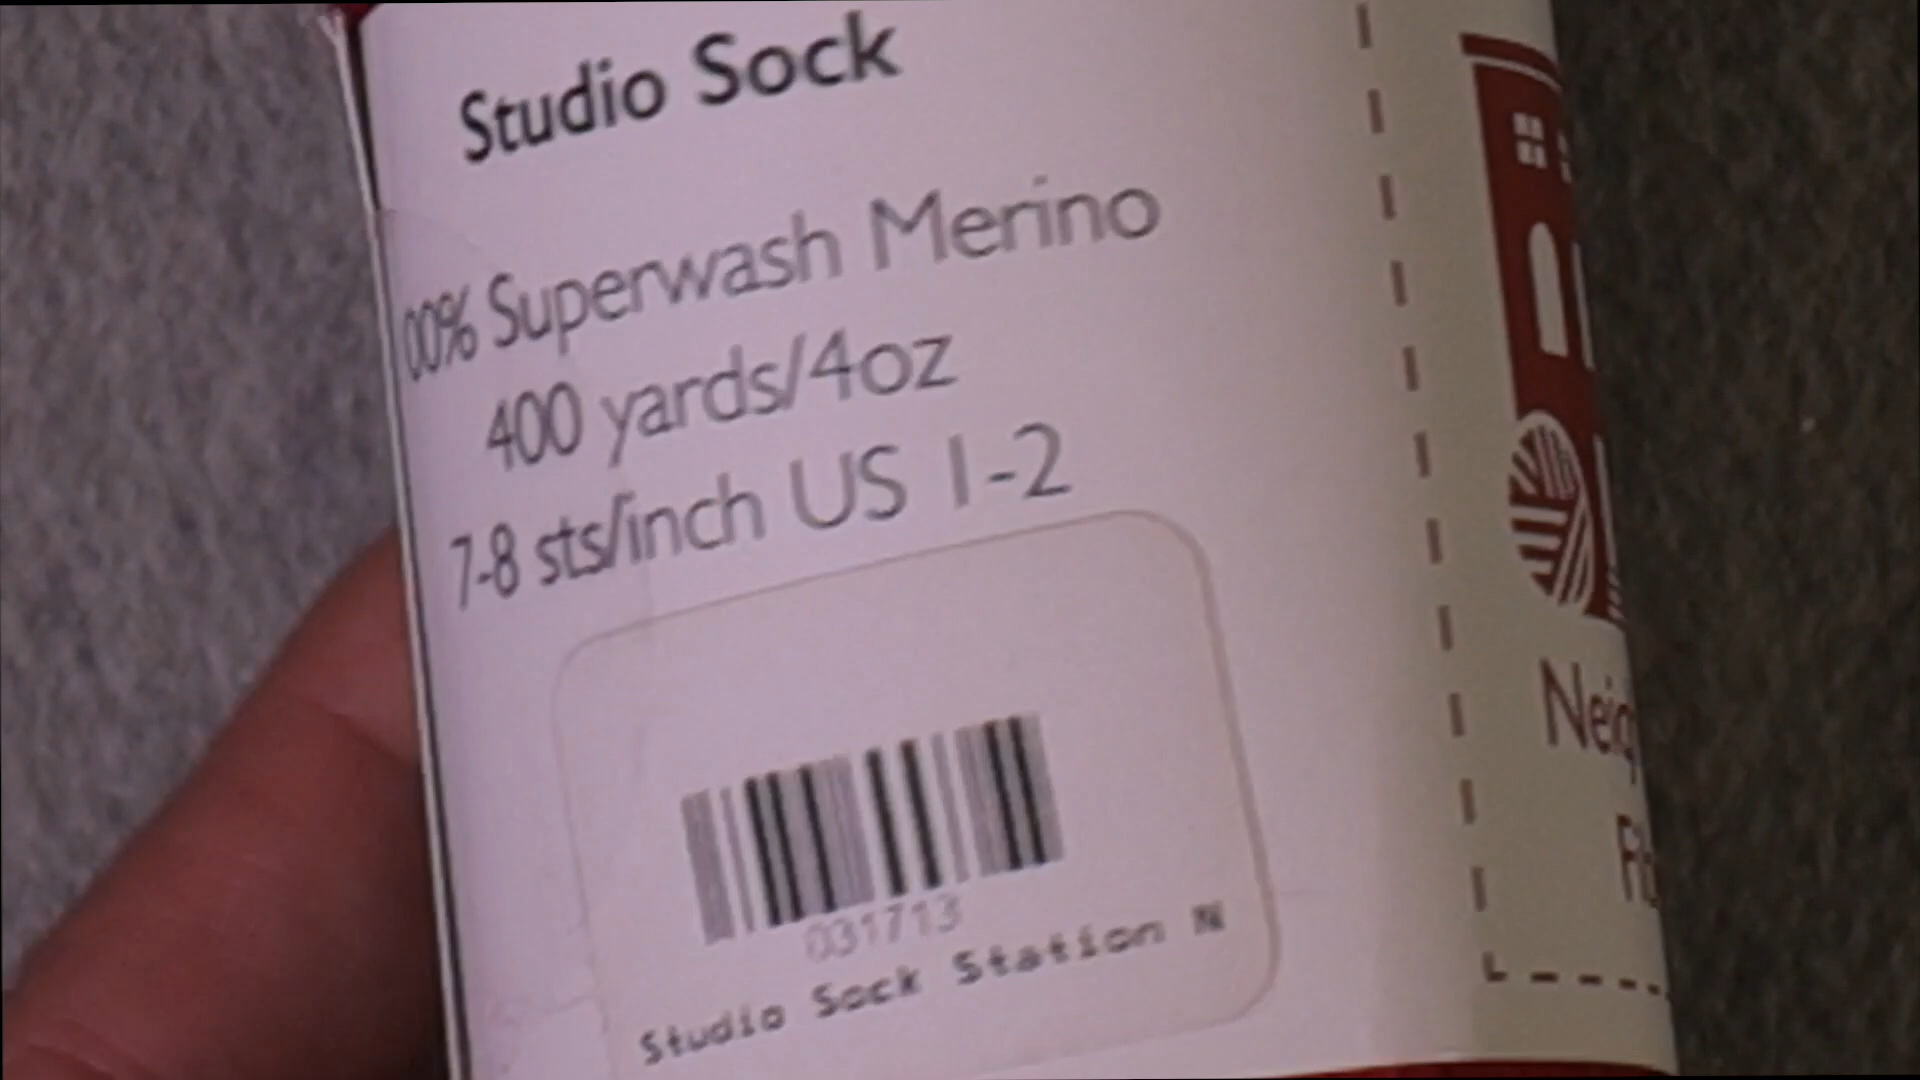 Studio Sock
00% Superwash Merino
400 yards/4oz
7-8 sts/inch US 1-2
031713
Studio Sock Station N